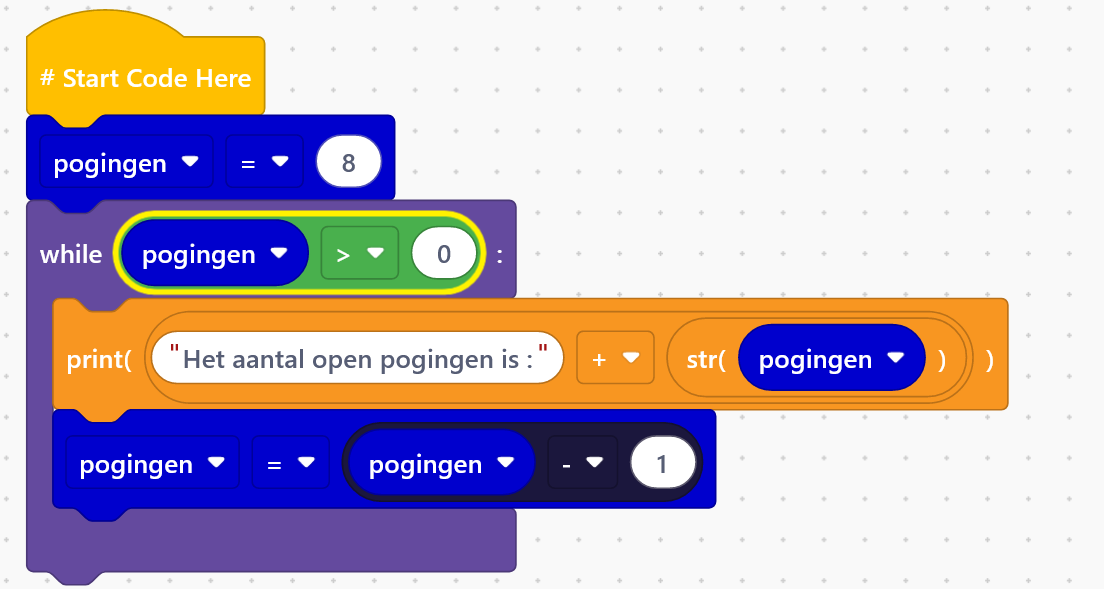 # Start Code Here
pogingen = 8
while pogingen > 0 :
print( "Het aantal open pogingen is :" + str( pogingen ) )
pogingen = pogingen - 1